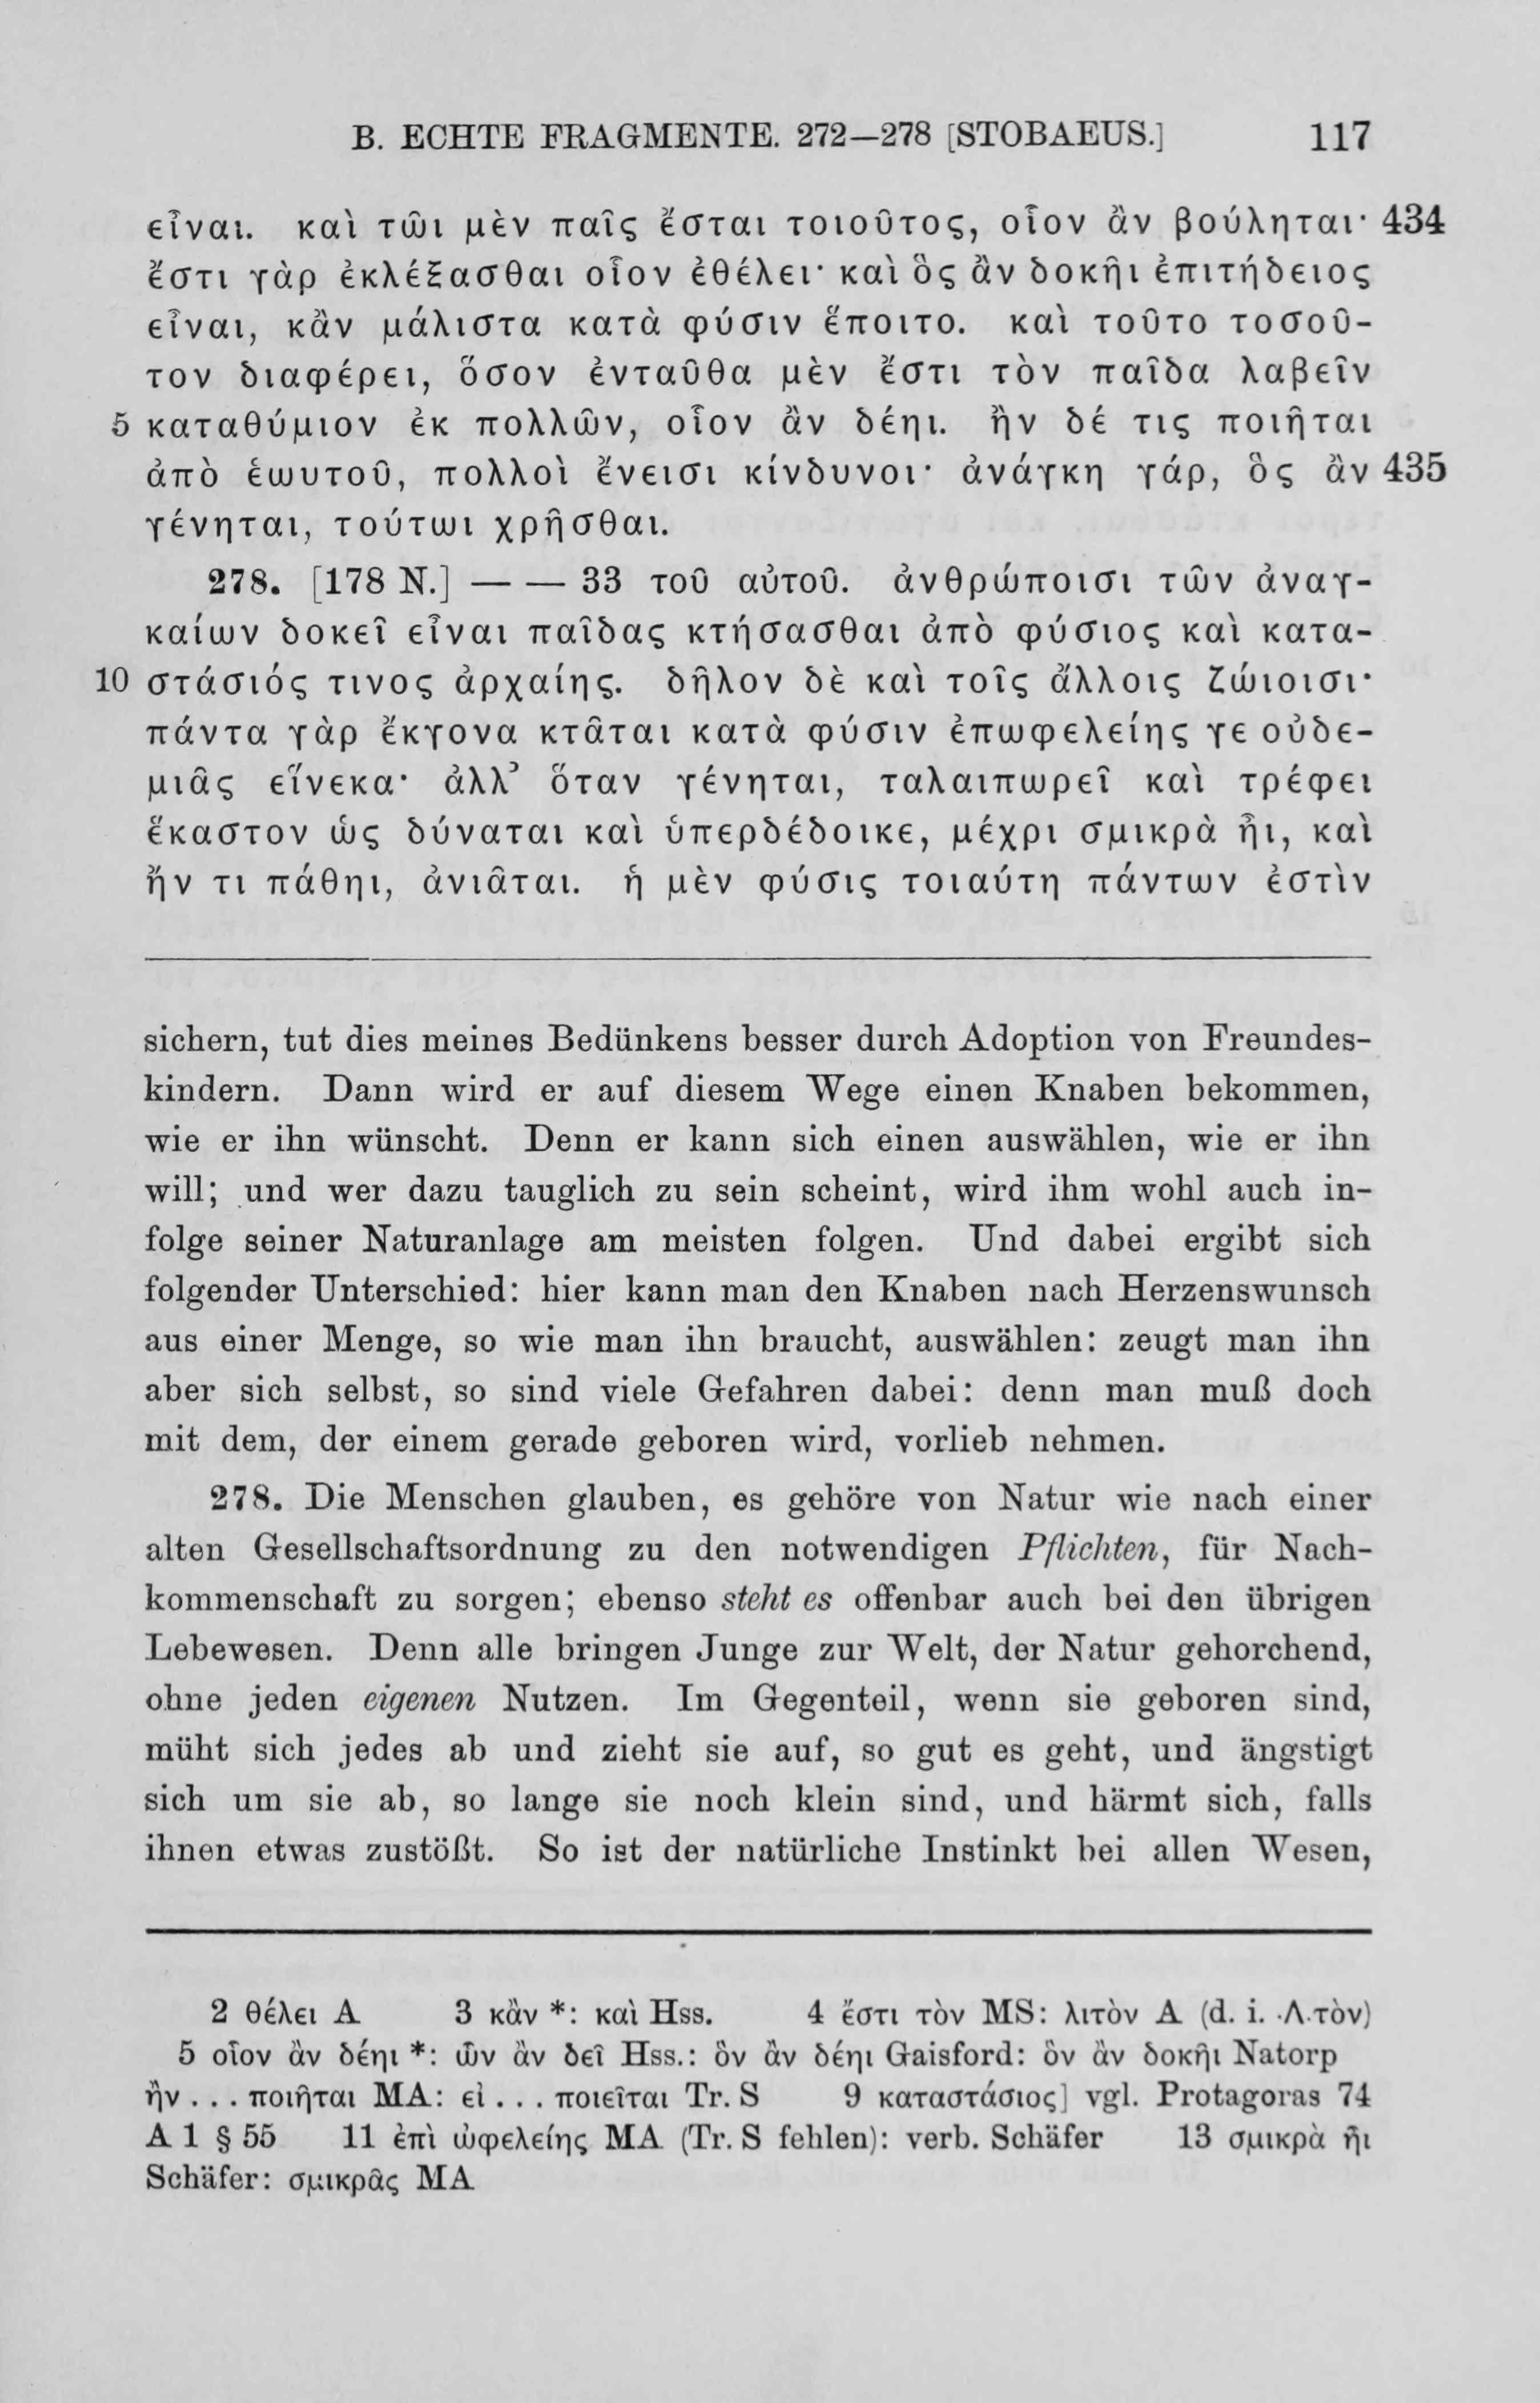 B. ECHTE FRAGMENTE. 272—278 [STOBAEUS.] 117
εἶναι. καὶ τῶι μὲν παῖς ἔσται τοιοῦτος, οἷον ἂν βούληται· 434
ἔστι γὰρ ἐκλέξασθαι οἷον ἐθέλει· καὶ ὃς ἂν δοκῆι ἐπιτήδειος
εἶναι, κἂν μάλιστα κατὰ φύσιν ἕποιτο. καὶ τοῦτο τοσοῦ-
τον διαφέρει, ὅσον ἐνταῦθα μὲν ἔστι τὸν παῖδα λαβεῖν
5 καταθύμιον ἐκ πολλῶν, οἷον ἂν δέηι. ἢν δέ τις ποιῆται
ἀπὸ ἑωυτοῦ, πολλοὶ ἔνεισι κίνδυνοι· ἀνάγκη γάρ, ὃς ἂν 435
γένηται, τούτωι χρῆσθαι.
278. [178 N.] — — 33 τοῦ αὐτοῦ. ἀνθρώποισι τῶν ἀναγ-
καίων δοκεῖ εἶναι παῖδας κτήσασθαι ἀπὸ φύσιος καὶ κατα-
10 στάσιός τινος ἀρχαίης. δῆλον δὲ καὶ τοῖς ἄλλοις ζώιοισι·
πάντα γὰρ ἔκγονα κτᾶται κατὰ φύσιν ἐπωφελείης γε οὐδε-
μιᾶς εἵνεκα· ἀλλ’ ὅταν γένηται, ταλαιπωρεῖ καὶ τρέφει
ἕκαστον ὡς δύναται καὶ ὑπερδέδοικε, μέχρι σμικρὰ ἦι, καὶ
ἤν τι πάθηι, ἀνιᾶται. ἡ μὲν φύσις τοιαύτη πάντων ἐστὶν
sichern, tut dies meines Bedünkens besser durch Adoption von Freundes-
kindern. Dann wird er auf diesem Wege einen Knaben bekommen,
wie er ihn wünscht. Denn er kann sich einen auswählen, wie er ihn
will; und wer dazu tauglich zu sein scheint, wird ihm wohl auch in-
folge seiner Naturanlage am meisten folgen. Und dabei ergibt sich
folgender Unterschied: hier kann man den Knaben nach Herzenswunsch
aus einer Menge, so wie man ihn braucht, auswählen: zeugt man ihn
aber sich selbst, so sind viele Gefahren dabei: denn man muß doch
mit dem, der einem gerade geboren wird, vorlieb nehmen.
278. Die Menschen glauben, es gehöre von Natur wie nach einer
alten Gesellschaftsordnung zu den notwendigen Pflichten, für Nach-
kommenschaft zu sorgen; ebenso steht es offenbar auch bei den übrigen
Lebewesen. Denn alle bringen Junge zur Welt, der Natur gehorchend,
ohne jeden eigenen Nutzen. Im Gegenteil, wenn sie geboren sind,
müht sich jedes ab und zieht sie auf, so gut es geht, und ängstigt
sich um sie ab, so lange sie noch klein sind, und härmt sich, falls
ihnen etwas zustößt. So ist der natürliche Instinkt bei allen Wesen,
2 θέλει A 3 κἂν *: καὶ Hss. 4 ἔστι τὸν MS: λιτὸν A (d. i. ·Λ·τὸν)
5 οἷον ἂν δέηι *: ὧν ἂν δεῖ Hss.: ὃν ἂν δέηι Gaisford: ὃν ἂν δοκῆι Natorp
ἢν . . . ποιῆται MA: εἰ . . . ποιεῖται Tr. S 9 καταστάσιος] vgl. Protagoras 74
A 1 § 55 11 ἐπὶ ὠφελείης MA (Tr. S fehlen): verb. Schäfer 13 σμικρὰ ἦι
Schäfer: σμικρᾶς MA